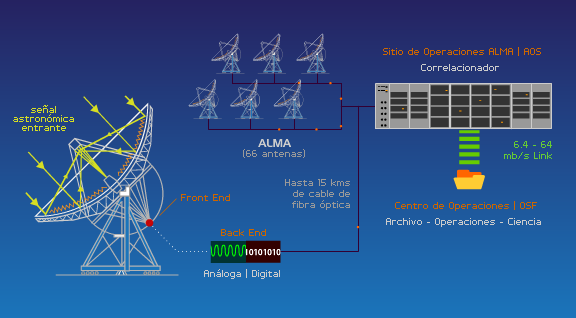 Sitio de Operaciones ALMA | AOS
Correlacionador
señal
astronómica
entrante
ALMA
(66 antenas)
6.4 - 64
mb/s Link
Front End
Hasta 15 kms
de cable de
fibra óptica
Centro de Operaciones | OSF
Archivo - Operaciones - Ciencia
Back End
10101010
Análoga | Digital